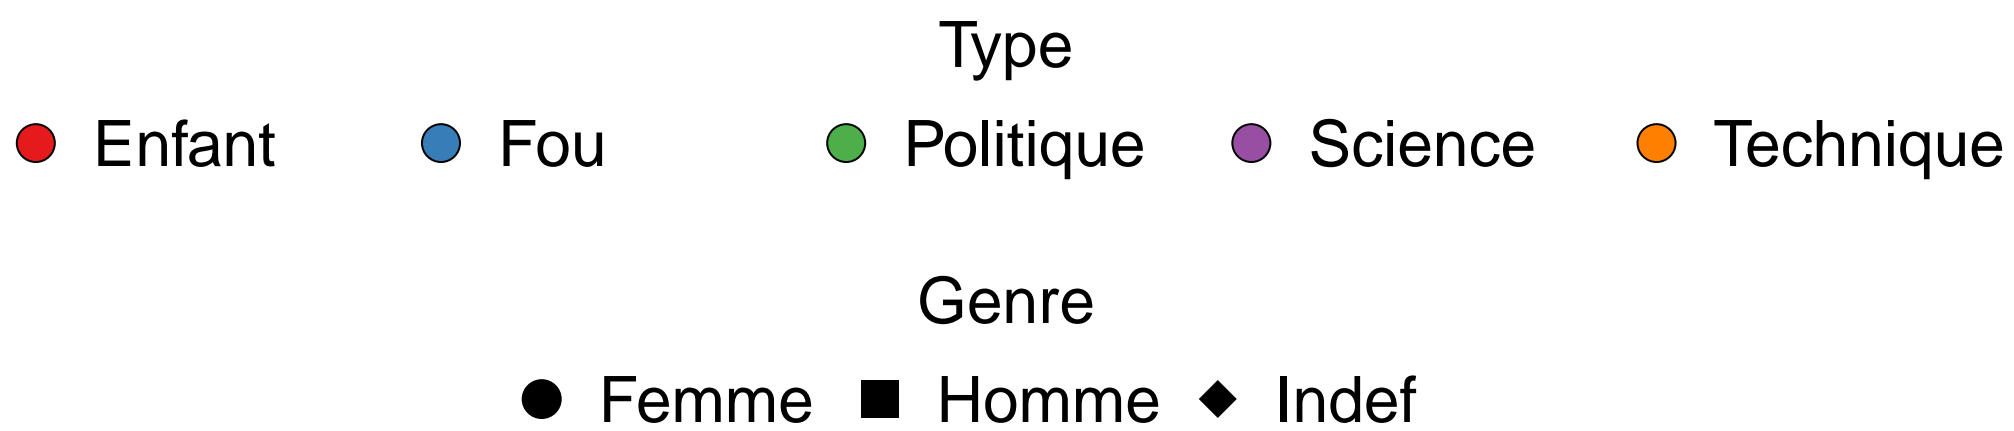 Type
Enfant Fou Politique Science Technique
Genre
Femme Homme Indef